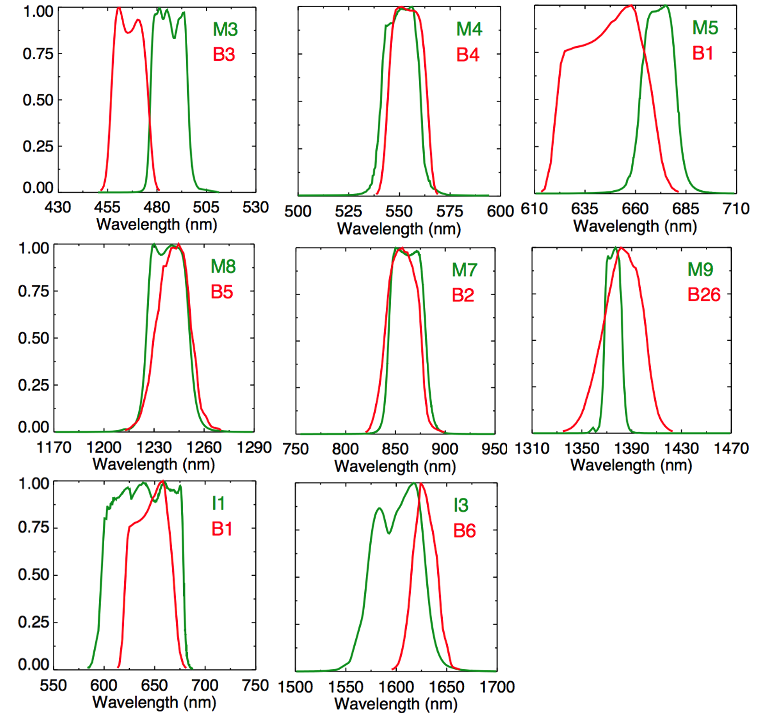 1.00
0.75
0.50
0.25
0.00
M3
B3
430 455 480 505 530
Wavelength (nm)
M4
B4
500 525 550 575 600
Wavelength (nm)
M5
B1
610 635 660 685 710
Wavelength (nm)
1.00
0.75
0.50
0.25
0.00
M8
B5
1170 1200 1230 1260 1290
Wavelength (nm)
M7
B2
750 800 850 900 950
Wavelength (nm)
M9
B26
1310 1350 1390 1430 1470
Wavelength (nm)
1.00
0.75
0.50
0.25
0.00
I1
B1
550 600 650 700 750
Wavelength (nm)
I3
B6
1500 1550 1600 1650 1700
Wavelength (nm)